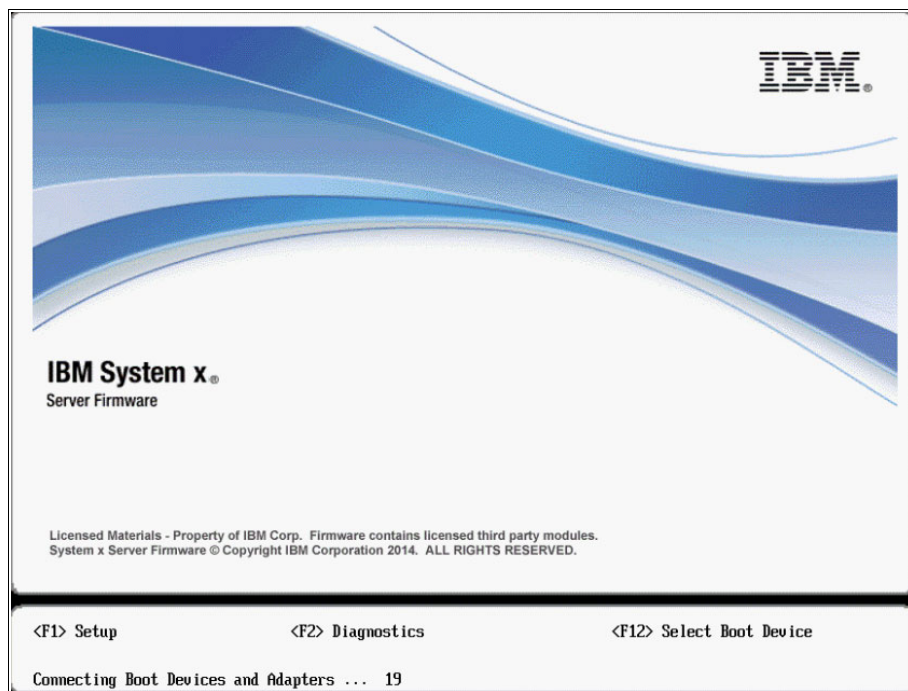 IBM®
IBM System x®
Server Firmware
Licensed Materials - Property of IBM Corp. Firmware contains licensed third party modules.
System x Server Firmware © Copyright IBM Corporation 2014. ALL RIGHTS RESERVED.
<F1> Setup <F2> Diagnostics <F12> Select Boot Device
Connecting Boot Devices and Adapters ... 19